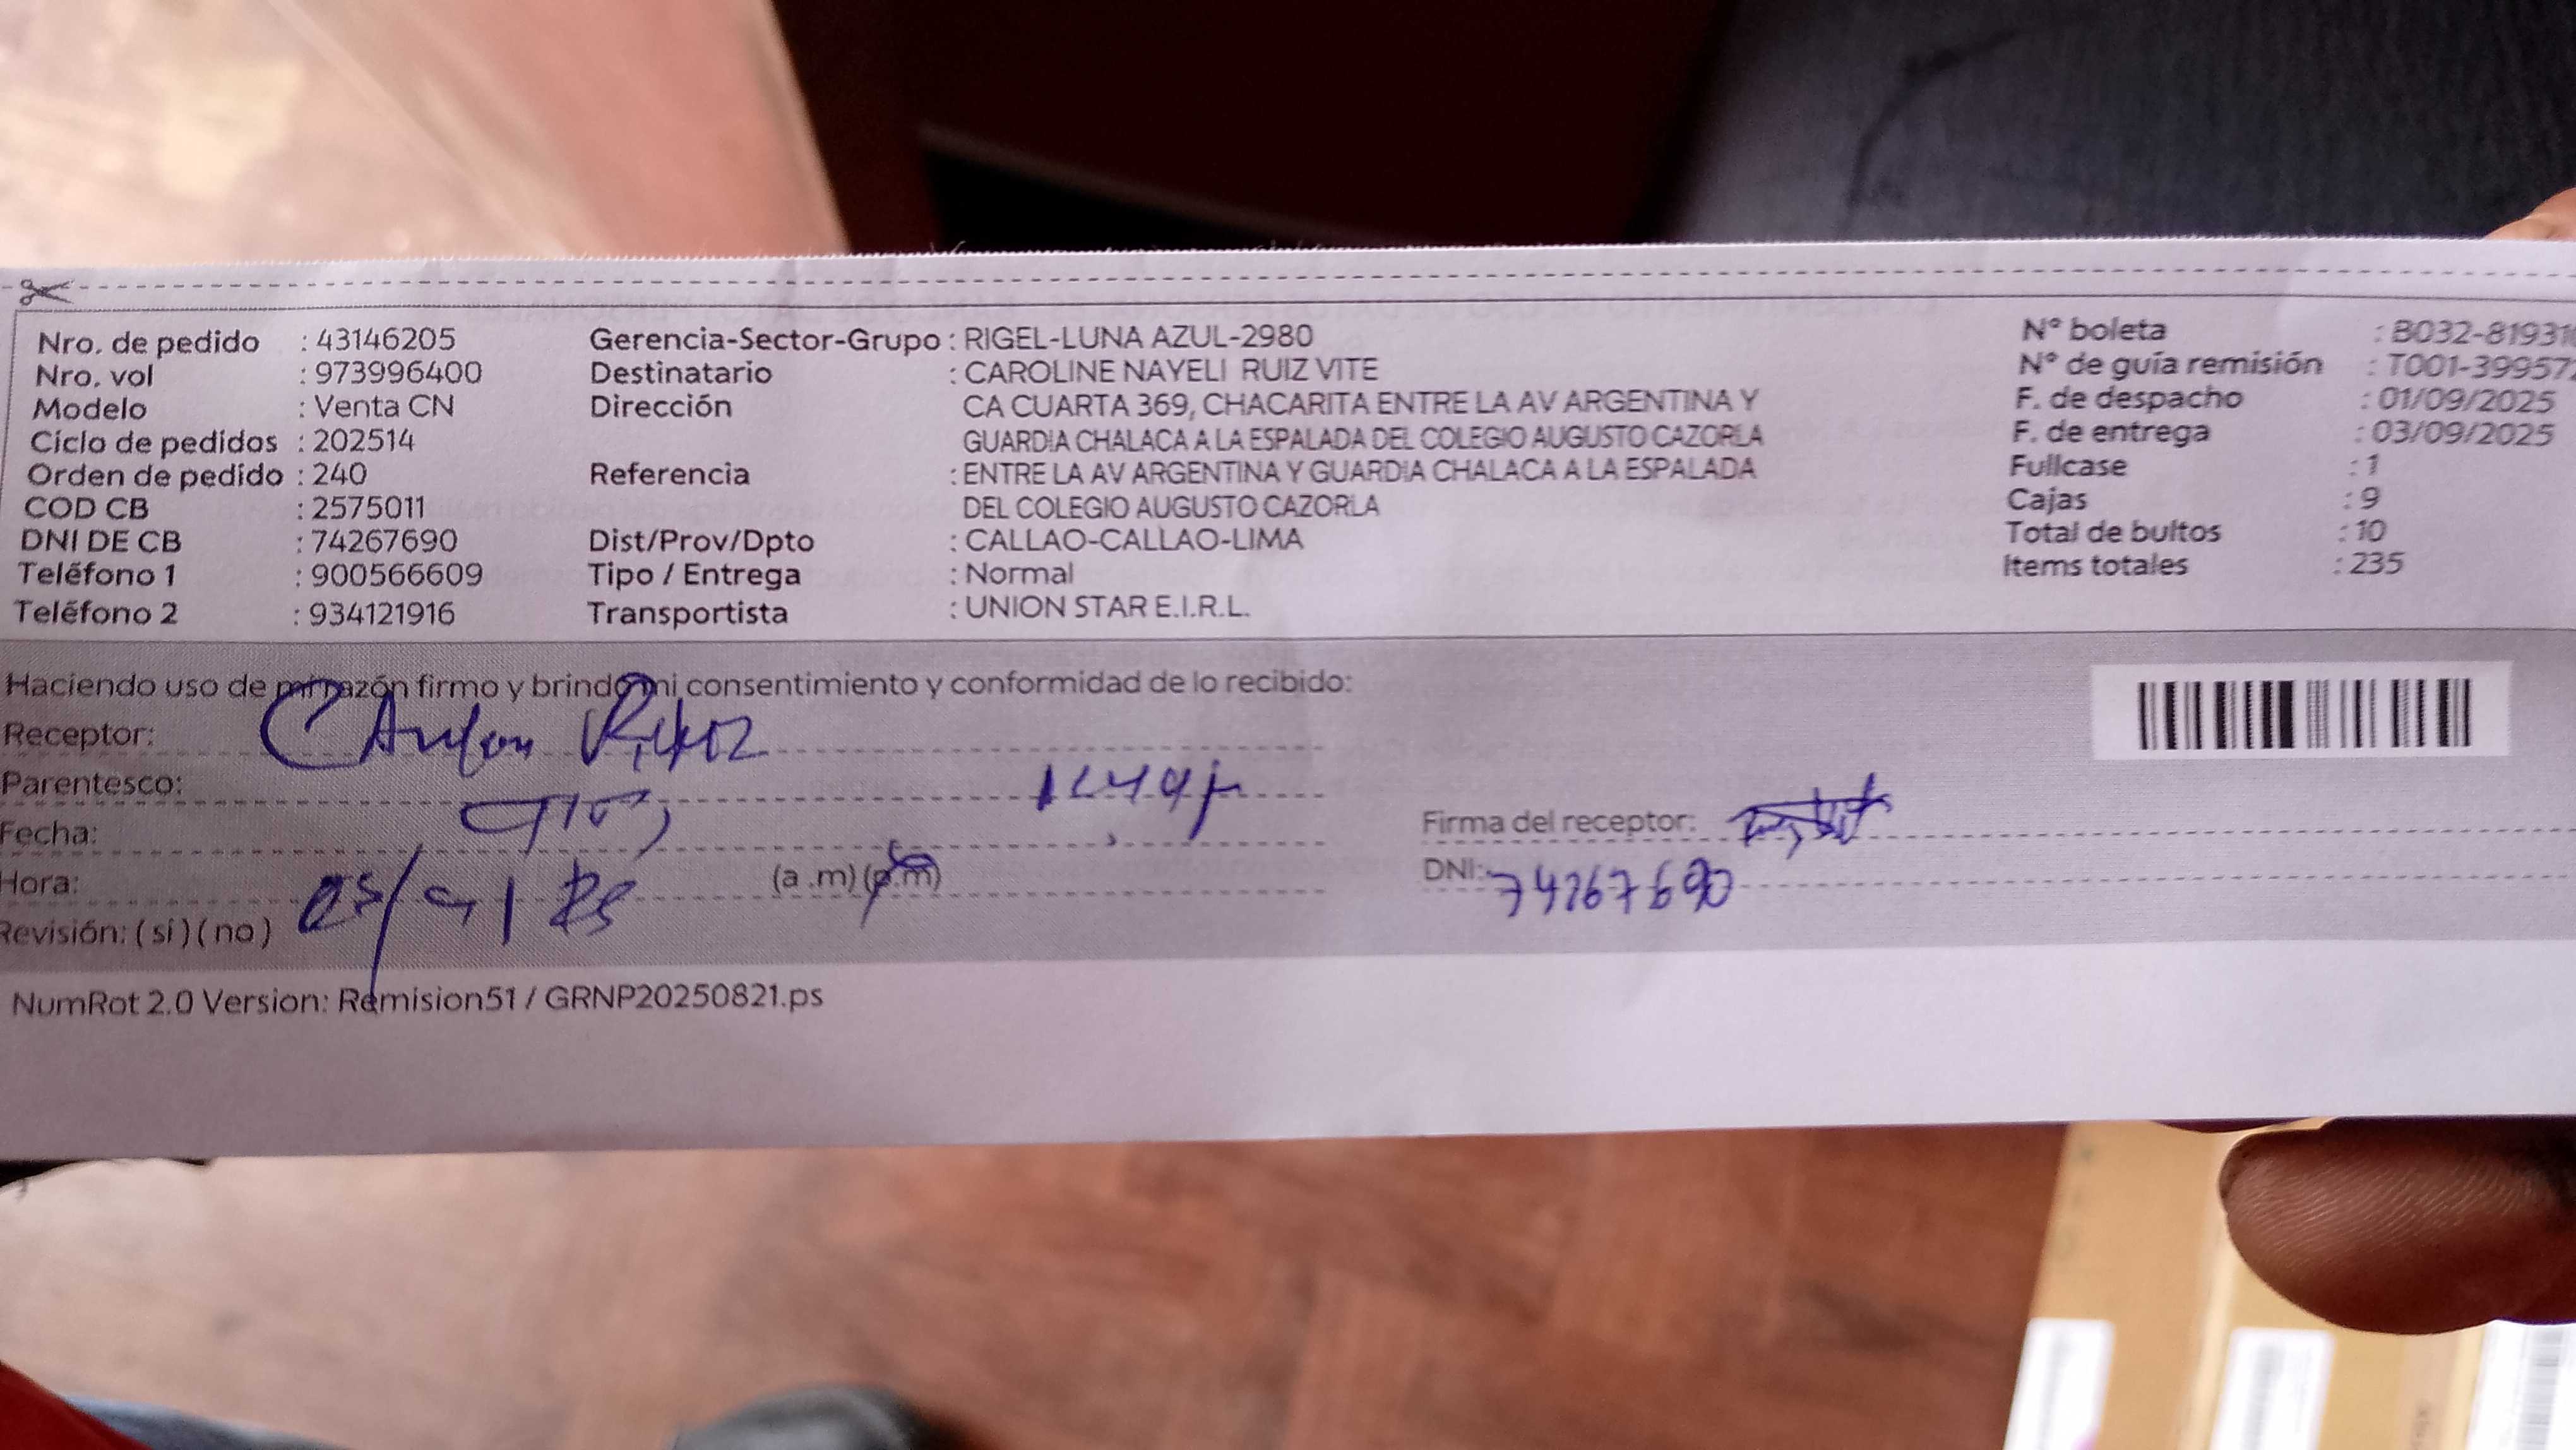 Nro. de pedido : 43146205 Gerencia-Sector-Grupo : RIGEL-LUNA AZUL-2980 N° boleta : B032-81931
Nro. vol : 973996400 Destinatario : CAROLINE NAYELI RUIZ VITE N° de guía remisión : T001-39957
Modelo : Venta CN Dirección CA CUARTA 369, CHACARITA ENTRE LA AV ARGENTINA Y F. de despacho : 01/09/2025
Ciclo de pedidos : 202514 GUARDIA CHALACA A LA ESPALADA DEL COLEGIO AUGUSTO CAZORLA F. de entrega : 03/09/2025
Orden de pedido : 240 Referencia : ENTRE LA AV ARGENTINA Y GUARDIA CHALACA A LA ESPALADA Fullcase : 1
COD CB : 2575011 DEL COLEGIO AUGUSTO CAZORLA Cajas : 9
DNI DE CB : 74267690 Dist/Prov/Dpto : CALLAO-CALLAO-LIMA Total de bultos : 10
Teléfono 1 : 900566609 Tipo / Entrega : Normal Items totales : 235
Teléfono 2 : 934121916 Transportista : UNION STAR E.I.R.L.
Haciendo uso de mi razón firmo y brindo mi consentimiento y conformidad de lo recibido:
Receptor:
Parentesco:
Fecha: Firma del receptor:
Hora: (a .m) (p.m) DNI: 74267690
Revisión: ( sí ) ( no )
NumRot 2.0 Version: Remision51 / GRNP20250821.ps